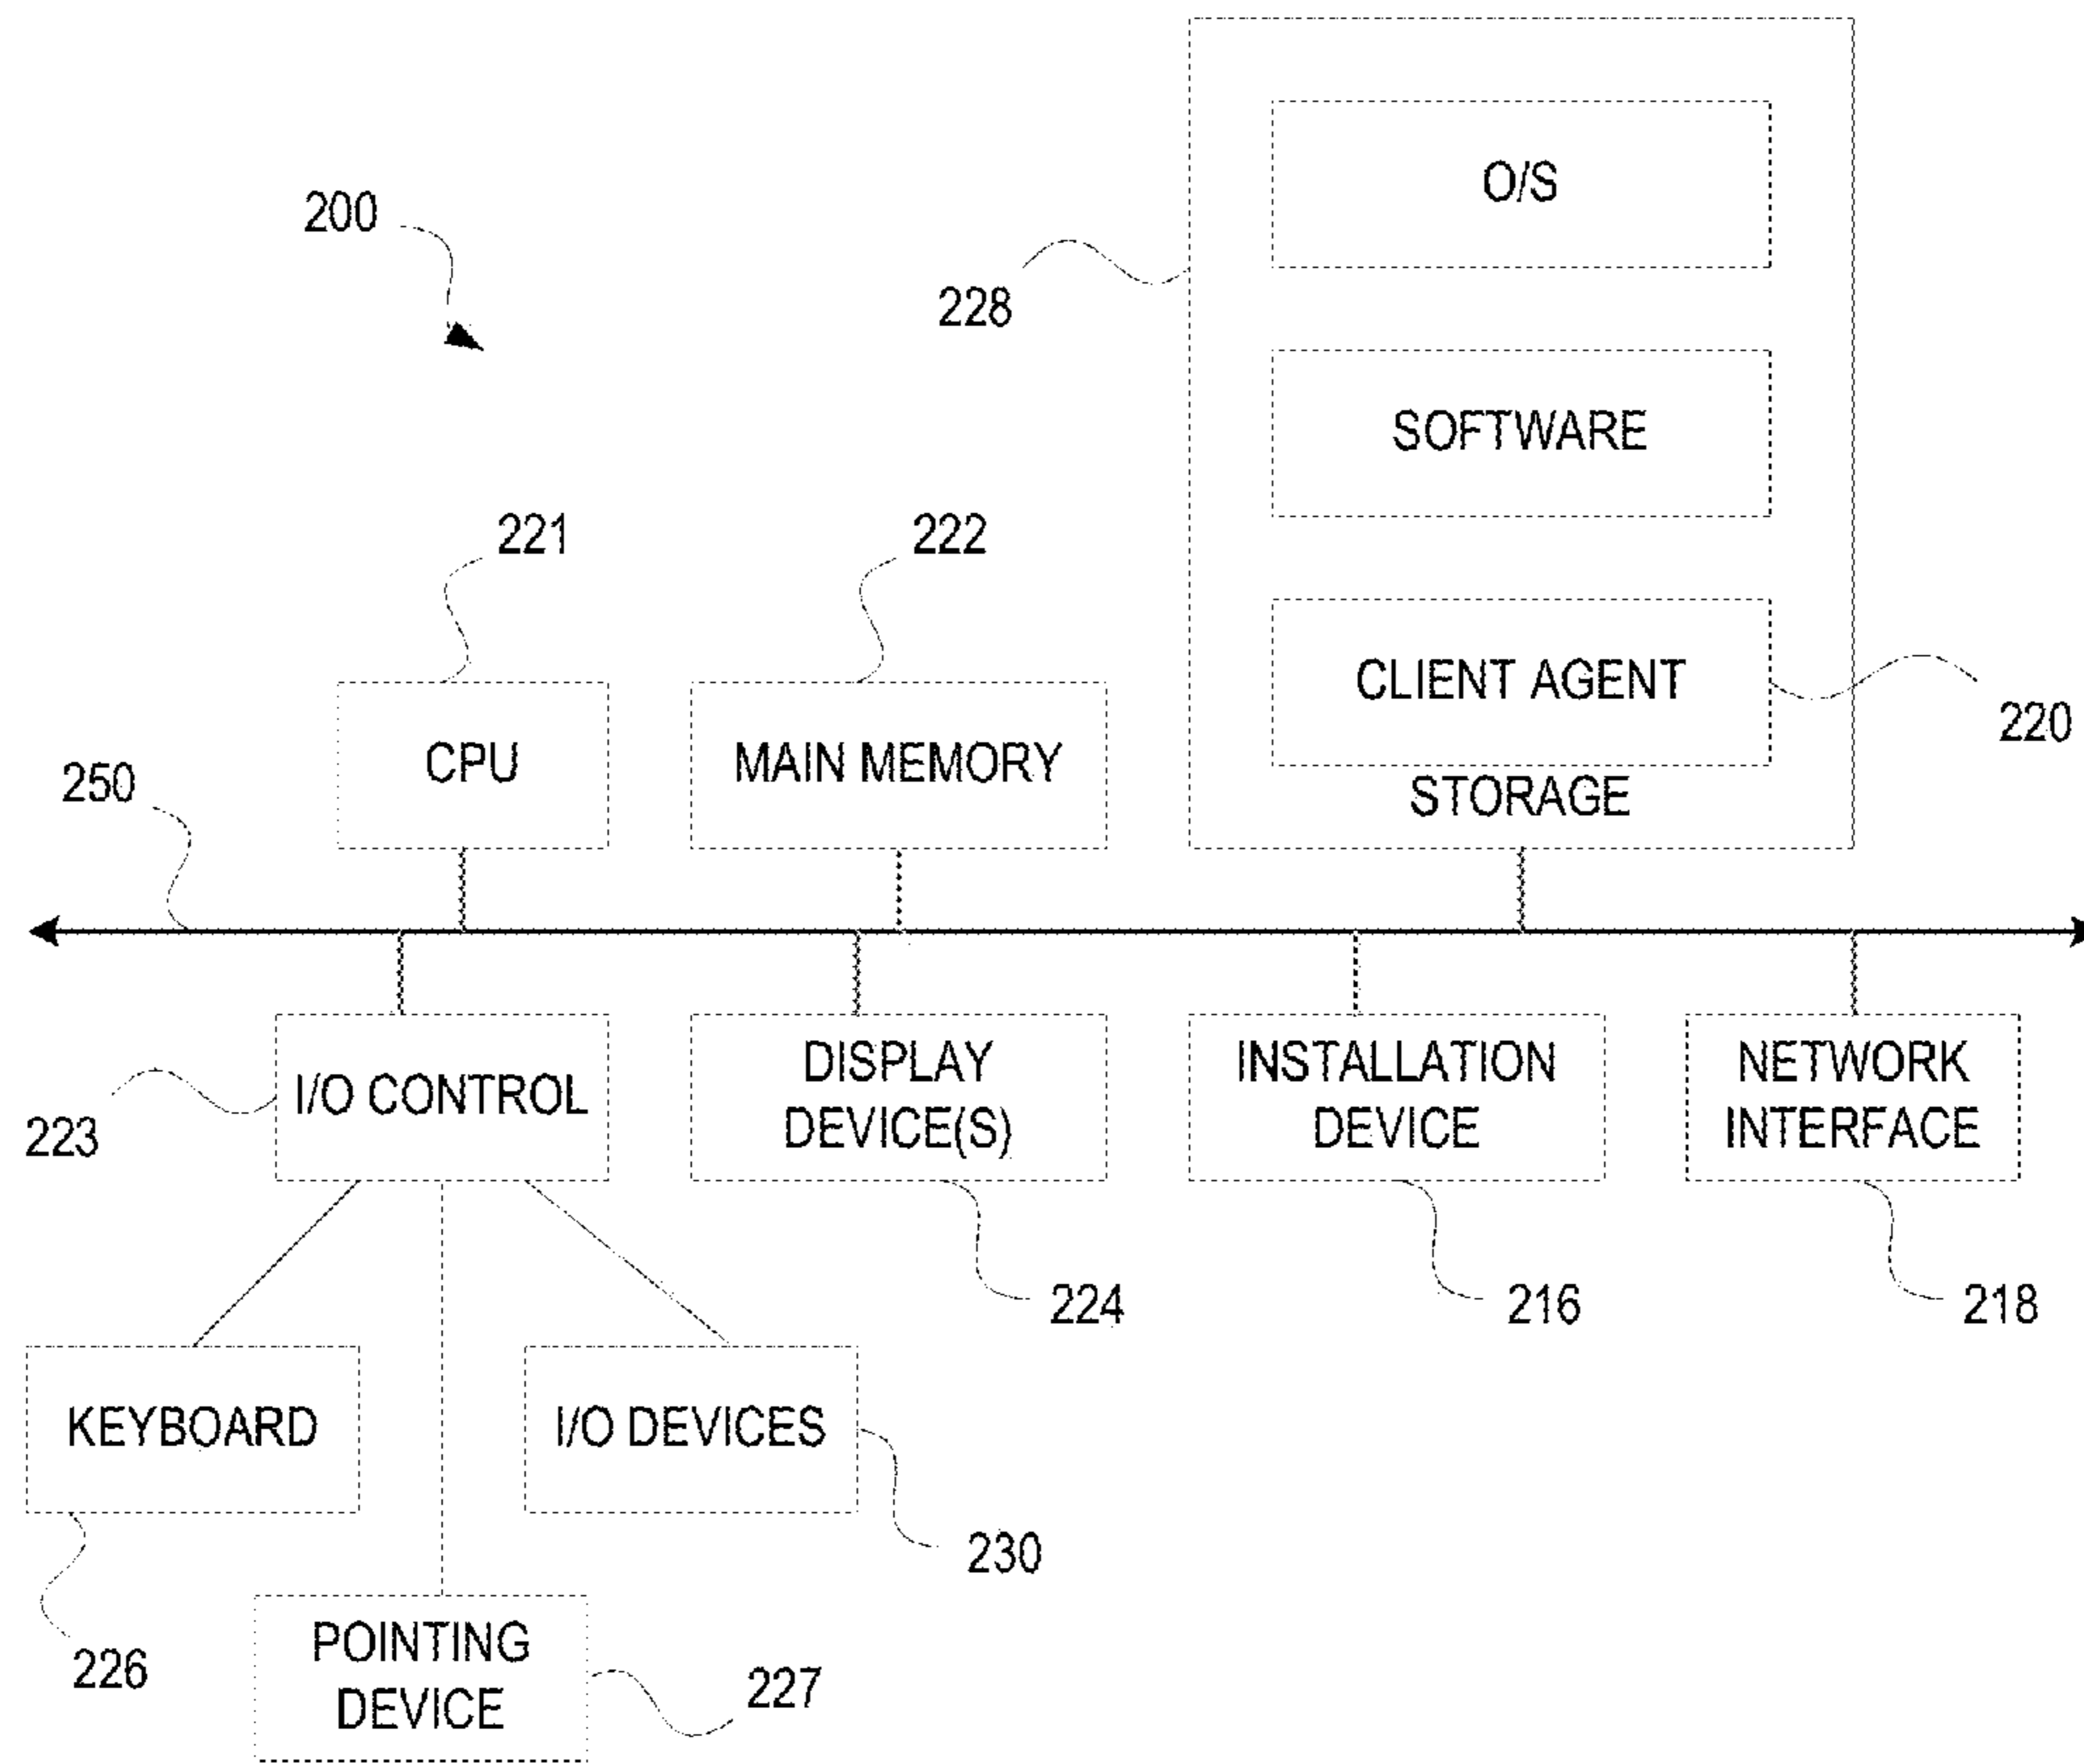 O/S
200
228
SOFTWARE
221
222
CLIENT AGENT
220
CPU
MAIN MEMORY
250
STORAGE
I/O CONTROL
223
DISPLAY
DEVICE(S)
INSTALLATION
DEVICE
NETWORK
INTERFACE
224
216
218
KEYBOARD
I/O DEVICES
230
226
POINTING
DEVICE
227